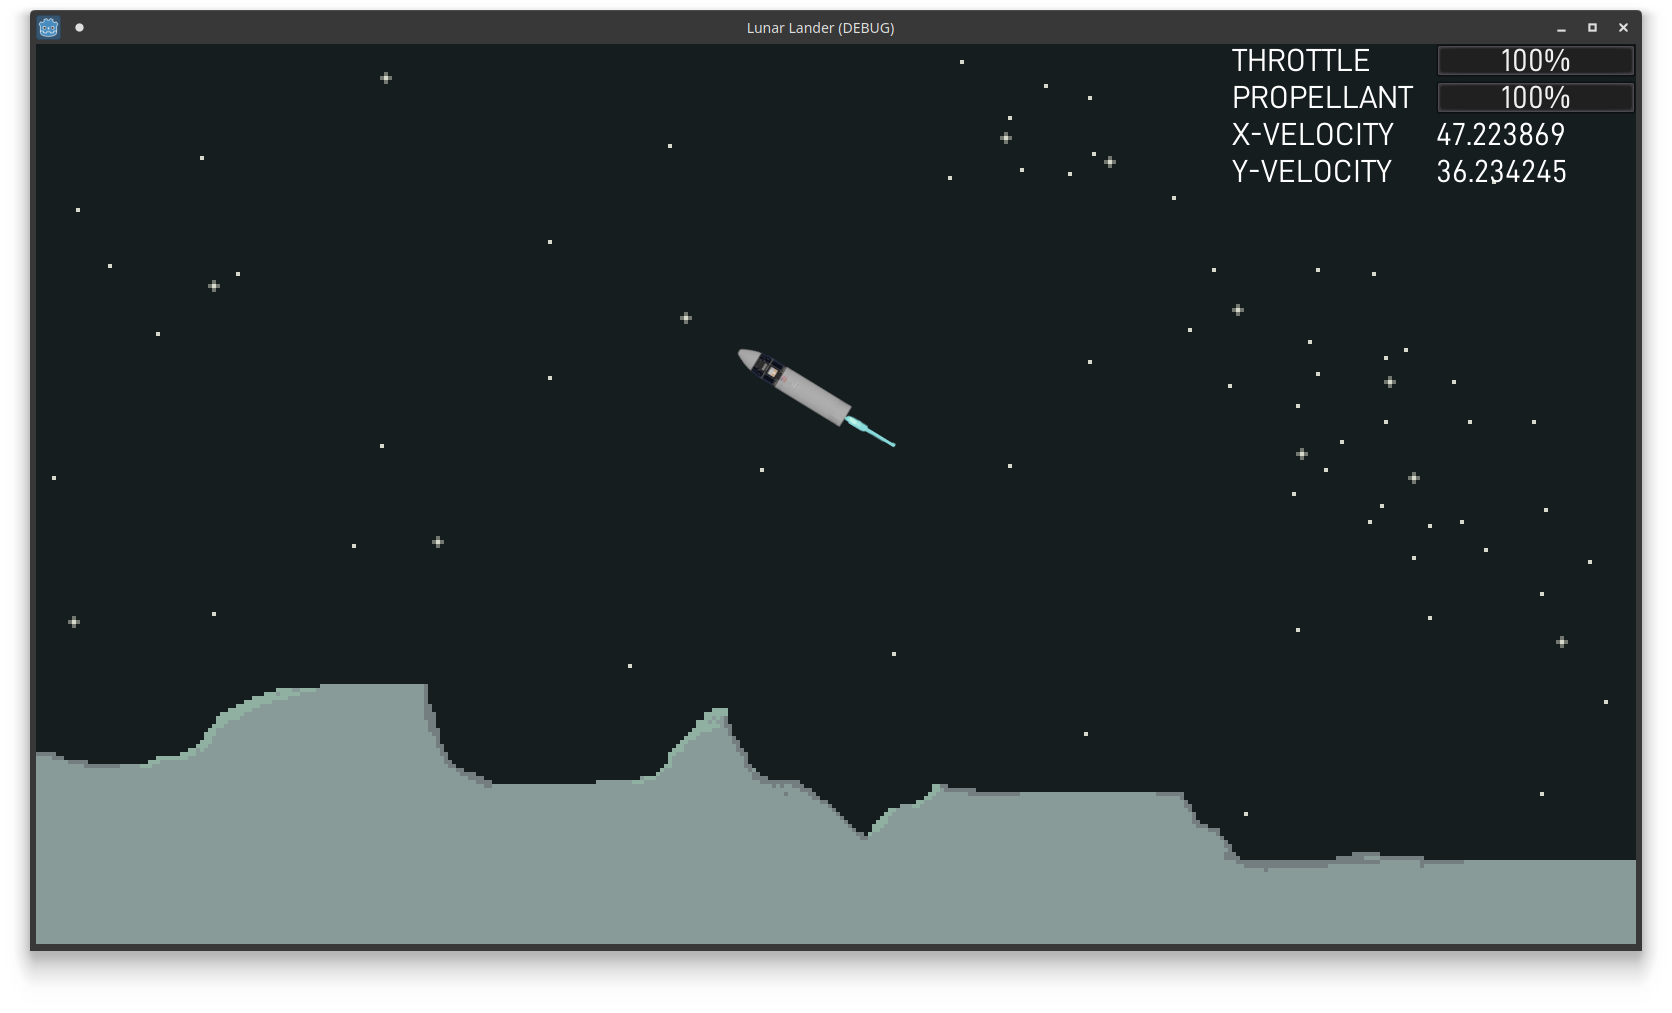 Lunar Lander (DEBUG)
THROTTLE 100%
PROPELLANT 100%
X-VELOCITY 47.223869
Y-VELOCITY 36.234245